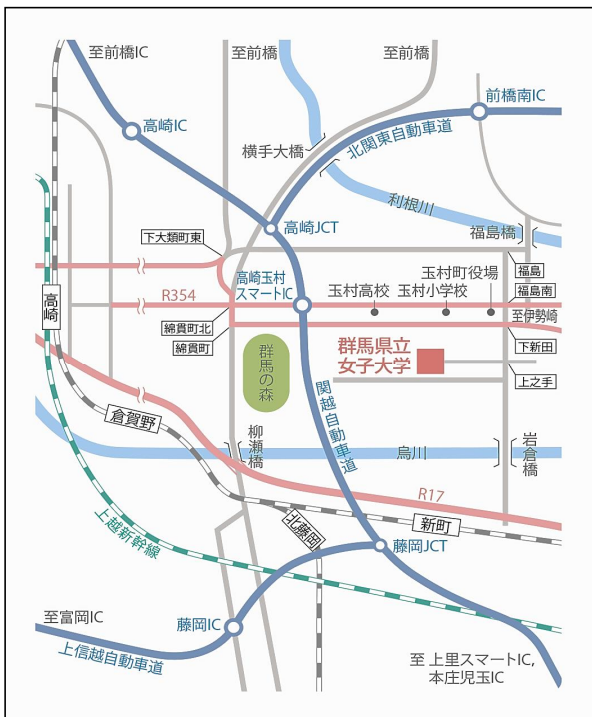 至前橋IC
至前橋
至前橋
前橋南IC
高崎IC
横手大橋
北関東自動車道
利根川
高崎JCT
福島橋
下大類町東
高崎玉村
スマートIC
玉村町役場
福島
高崎
R354
玉村高校
玉村小学校
福島南
至伊勢崎
綿貫町北
綿貫町
群馬の森
群馬県立
女子大学
下新田
上之手
関越自動車道
倉賀野
柳瀬橋
烏川
岩倉橋
R17
上越新幹線
北藤岡
新町
藤岡JCT
至富岡IC
藤岡IC
上信越自動車道
至 上里スマートIC,
本庄児玉IC